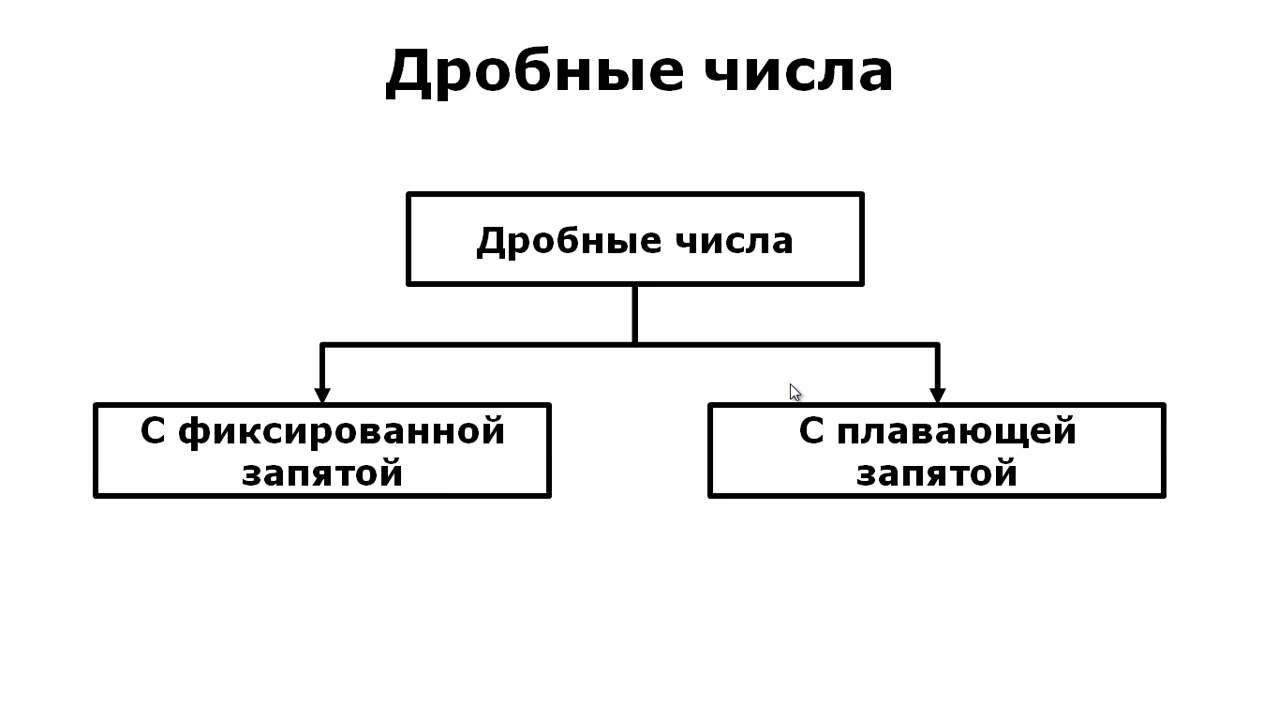 Дробные числа
Дробные числа
С фиксированной
запятой
С плавающей
запятой